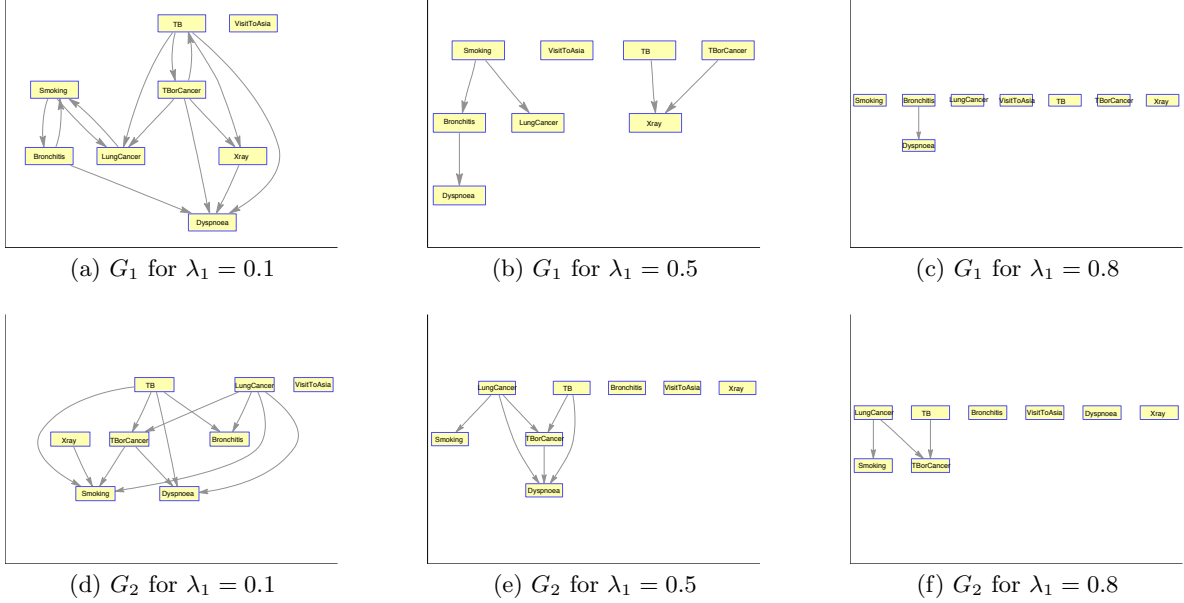 TB VisitToAsia
Smoking TBorCancer
Bronchitis LungCancer Xray
Dyspnoea
(a) G₁ for λ₁ = 0.1
Smoking VisitToAsia TB TBorCancer
Bronchitis LungCancer Xray
Dyspnoea
(b) G₁ for λ₁ = 0.5
Smoking Bronchitis LungCancer VisitToAsia TB TBorCancer Xray
Dyspnoea
(c) G₁ for λ₁ = 0.8
TB LungCancer VisitToAsia
Xray TBorCancer Bronchitis
Smoking Dyspnoea
(d) G₂ for λ₁ = 0.1
LungCancer TB Bronchitis VisitToAsia Xray
Smoking TBorCancer
Dyspnoea
(e) G₂ for λ₁ = 0.5
LungCancer TB Bronchitis VisitToAsia Dyspnoea Xray
Smoking TBorCancer
(f) G₂ for λ₁ = 0.8